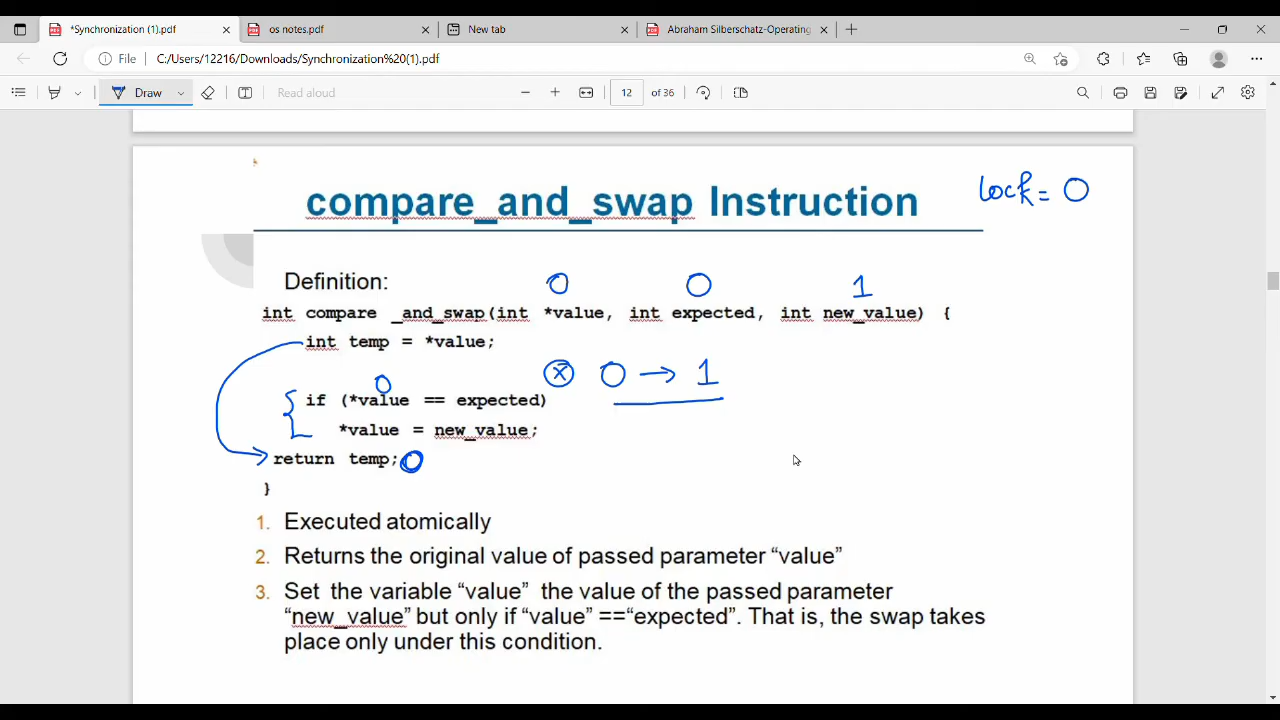 *Synchronization (1).pdf
os notes.pdf
New tab
Abraham Silberschatz-Operating
File
C:/Users/12216/Downloads/Synchronization%20(1).pdf
Draw
Read aloud
12
of 36
lock = 0
compare_and_swap Instruction
Definition:
0 0 1
int compare _and_swap(int *value, int expected, int new_value) {
int temp = *value;
x 0 → 1
0
if (*value == expected)
*value = new_value;
return temp; 0
}
1. Executed atomically
2. Returns the original value of passed parameter “value”
3. Set the variable “value” the value of the passed parameter
“new_value” but only if “value” ==“expected”. That is, the swap takes
place only under this condition.